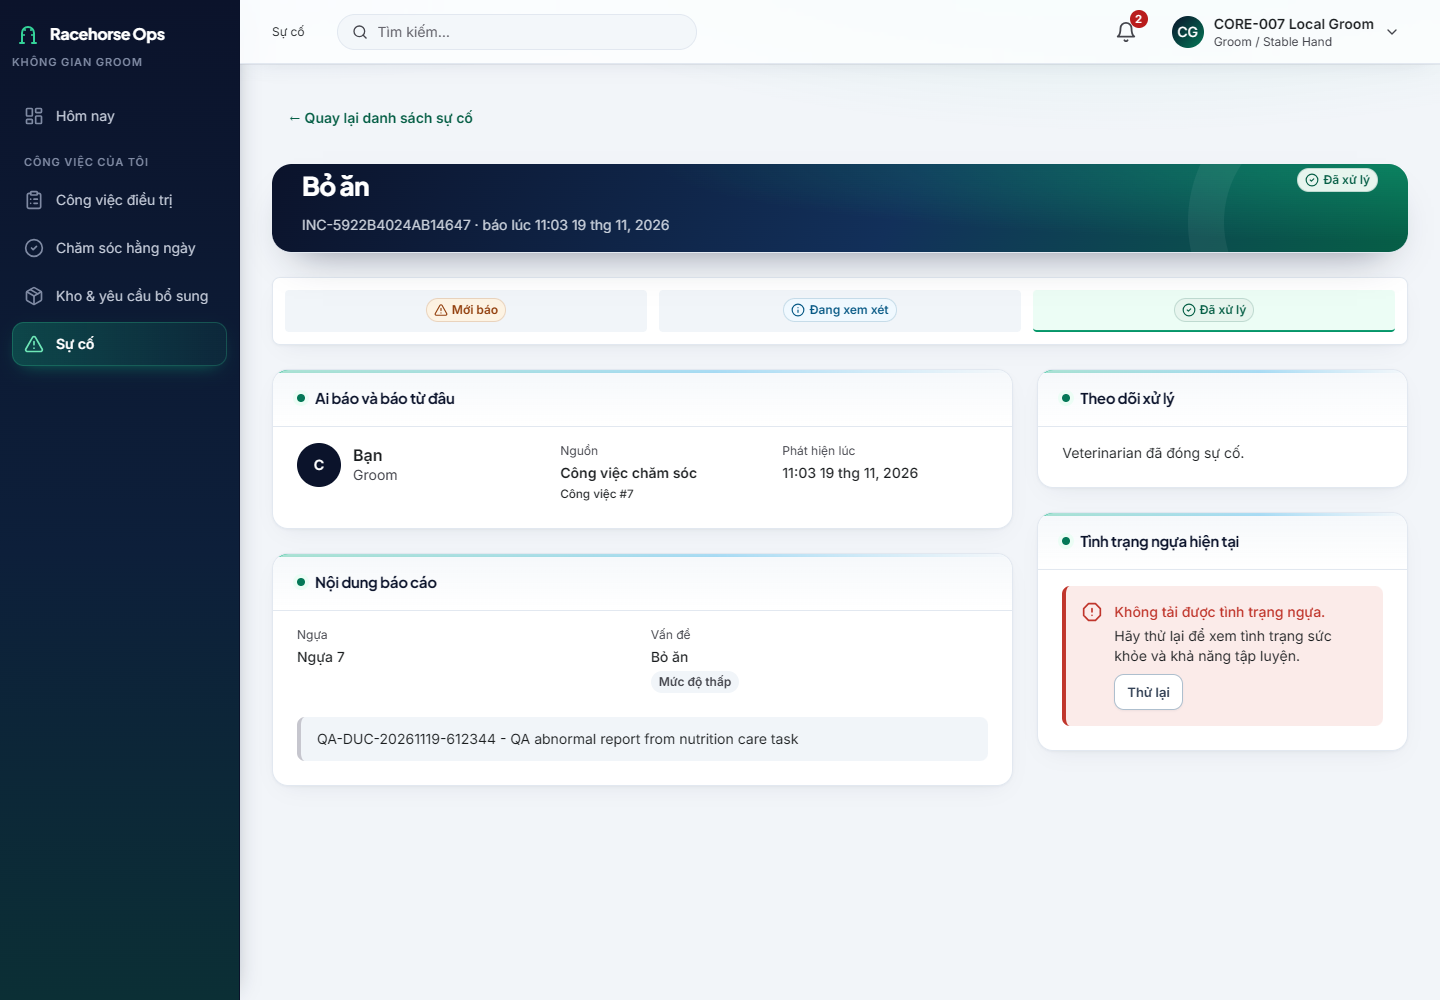 Racehorse Ops
KHÔNG GIAN GROOM
Hôm nay
CÔNG VIỆC CỦA TÔI
Công việc điều trị
Chăm sóc hằng ngày
Kho & yêu cầu bổ sung
Sự cố
Sự cố
Tìm kiếm...
2
CG
CORE-007 Local Groom
Groom / Stable Hand
← Quay lại danh sách sự cố
Bỏ ăn
Đã xử lý
INC-5922B4024AB14647 · báo lúc 11:03 19 thg 11, 2026
Mới báo
Đang xem xét
Đã xử lý
Ai báo và báo từ đâu
C
Bạn
Groom
Nguồn
Công việc chăm sóc
Công việc #7
Phát hiện lúc
11:03 19 thg 11, 2026
Nội dung báo cáo
Ngựa
Ngựa 7
Vấn đề
Bỏ ăn
Mức độ thấp
QA-DUC-20261119-612344 - QA abnormal report from nutrition care task
Theo dõi xử lý
Veterinarian đã đóng sự cố.
Tình trạng ngựa hiện tại
Không tải được tình trạng ngựa.
Hãy thử lại để xem tình trạng sức
khỏe và khả năng tập luyện.
Thử lại